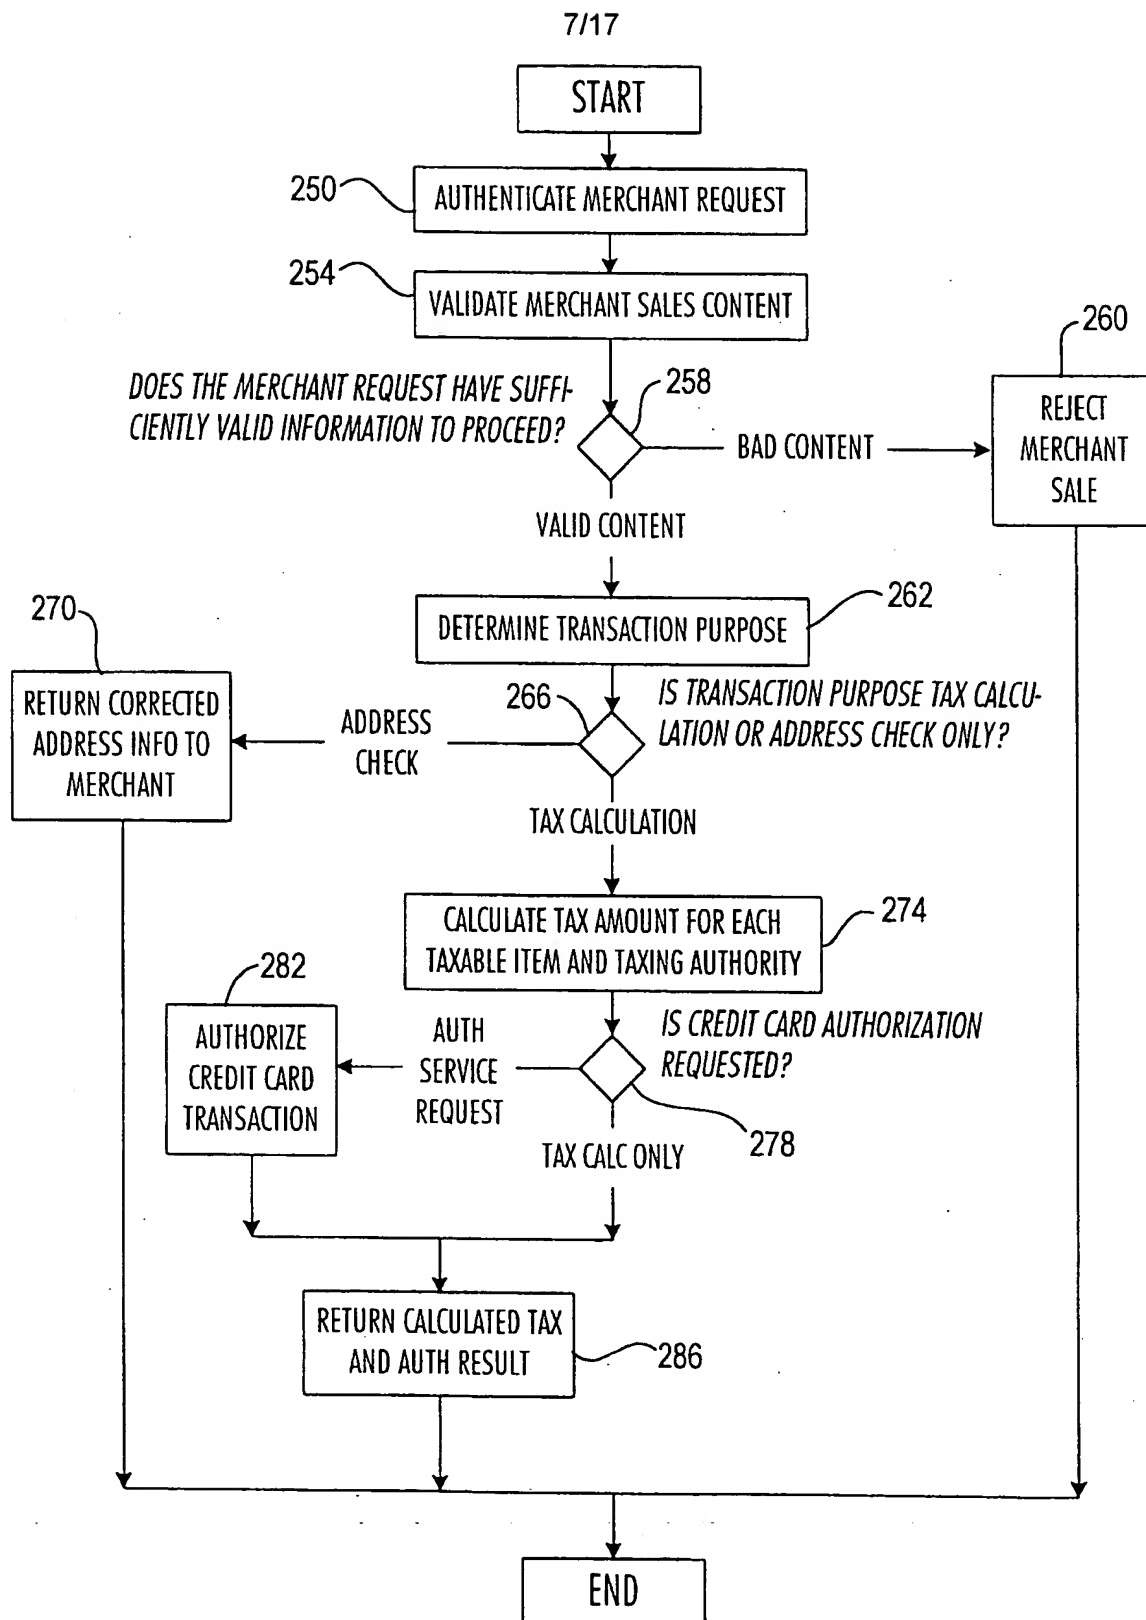 7/17
START
250
AUTHENTICATE MERCHANT REQUEST
254
VALIDATE MERCHANT SALES CONTENT
260
DOES THE MERCHANT REQUEST HAVE SUFFI-
CIENTLY VALID INFORMATION TO PROCEED?
258
BAD CONTENT
REJECT
MERCHANT
SALE
VALID CONTENT
262
DETERMINE TRANSACTION PURPOSE
270
RETURN CORRECTED
ADDRESS INFO TO
MERCHANT
ADDRESS
CHECK
266
IS TRANSACTION PURPOSE TAX CALCU-
LATION OR ADDRESS CHECK ONLY?
TAX CALCULATION
274
CALCULATE TAX AMOUNT FOR EACH
TAXABLE ITEM AND TAXING AUTHORITY
282
AUTHORIZE
CREDIT CARD
TRANSACTION
AUTH
SERVICE
REQUEST
IS CREDIT CARD AUTHORIZATION
REQUESTED?
278
TAX CALC ONLY
RETURN CALCULATED TAX
AND AUTH RESULT
286
END